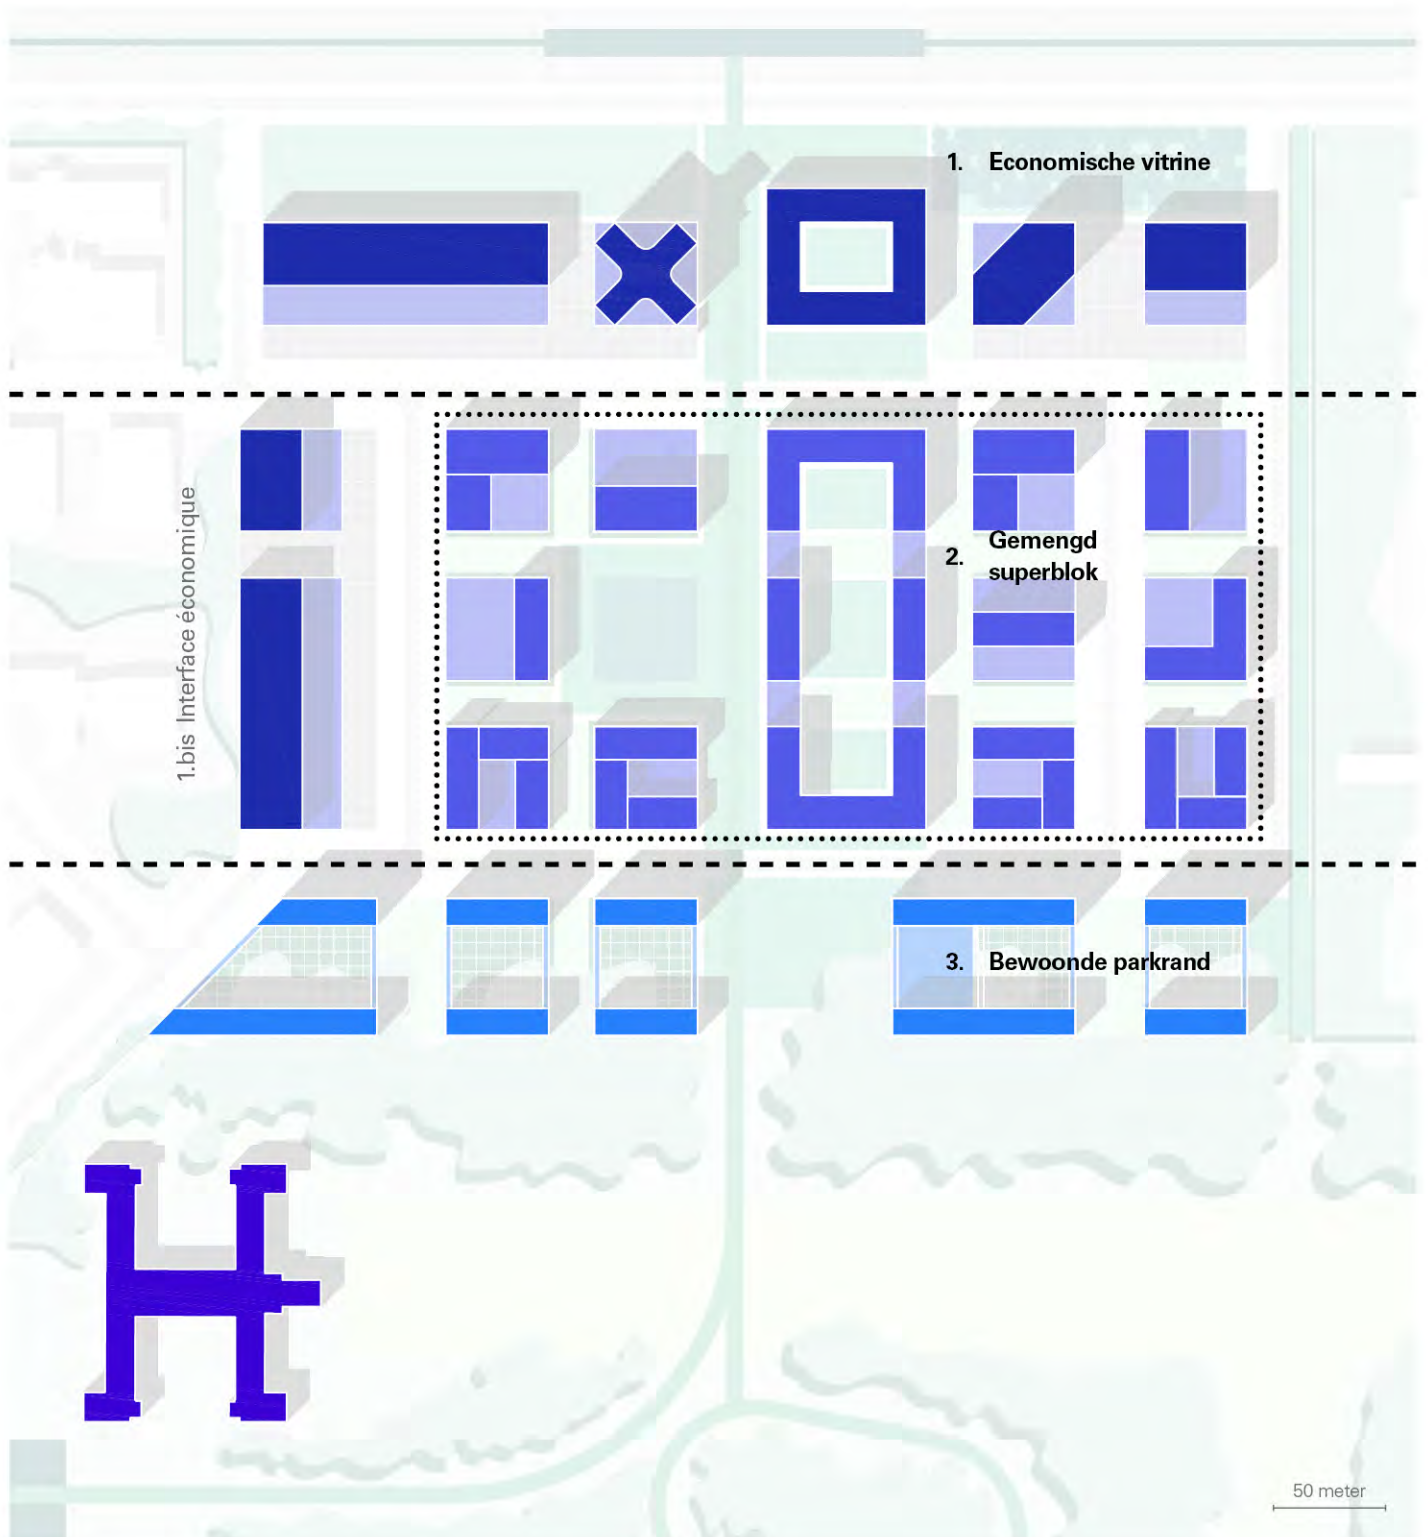 1. Economische vitrine
1.bis Interface économique
2. Gemengd
superblok
3. Bewoonde parkrand
50 meter